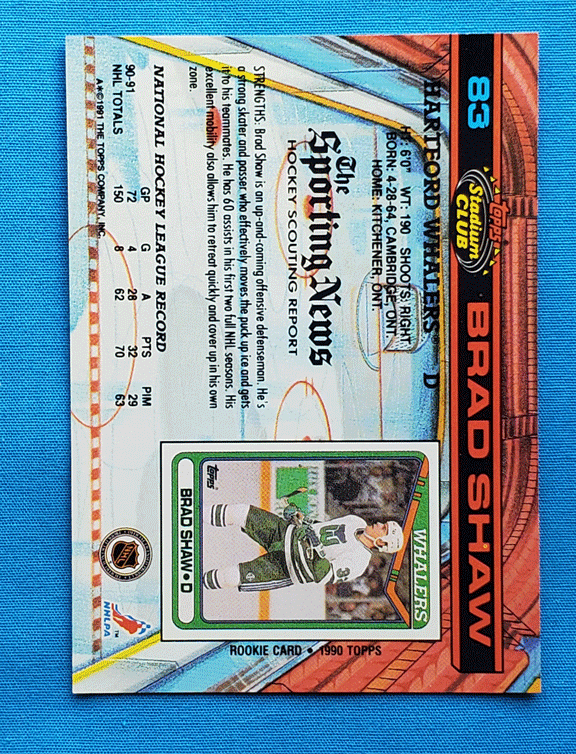 83
TOPPS
Stadium
CLUB
BRAD SHAW
HARTFORD WHALERS D
HT: 6'0" WT: 190 SHOOTS: RIGHT
BORN: 4-28-64, CAMBRIDGE, ONT.
HOME: KITCHENER, ONT.
The
Sporting News
HOCKEY SCOUTING REPORT
STRENGTHS: Brad Shaw is an up-and-coming offensive defenseman. He's
a strong skater and passer who effectively moves the puck up ice and gets
it to his teammates. He has 60 assists in his first two full NHL seasons. His
excellent mobility also allows him to retreat quickly and cover up in his own
zone.
NATIONAL HOCKEY LEAGUE RECORD
GP G A PTS PIM
90-91 72 4 28 32 29
NHL TOTALS 150 8 62 70 63
A*©1991 THE TOPPS COMPANY, INC.
WHALERS
TOPPS
BRAD SHAW • D
ROOKIE CARD • 1990 TOPPS
NHL
NHLPA™